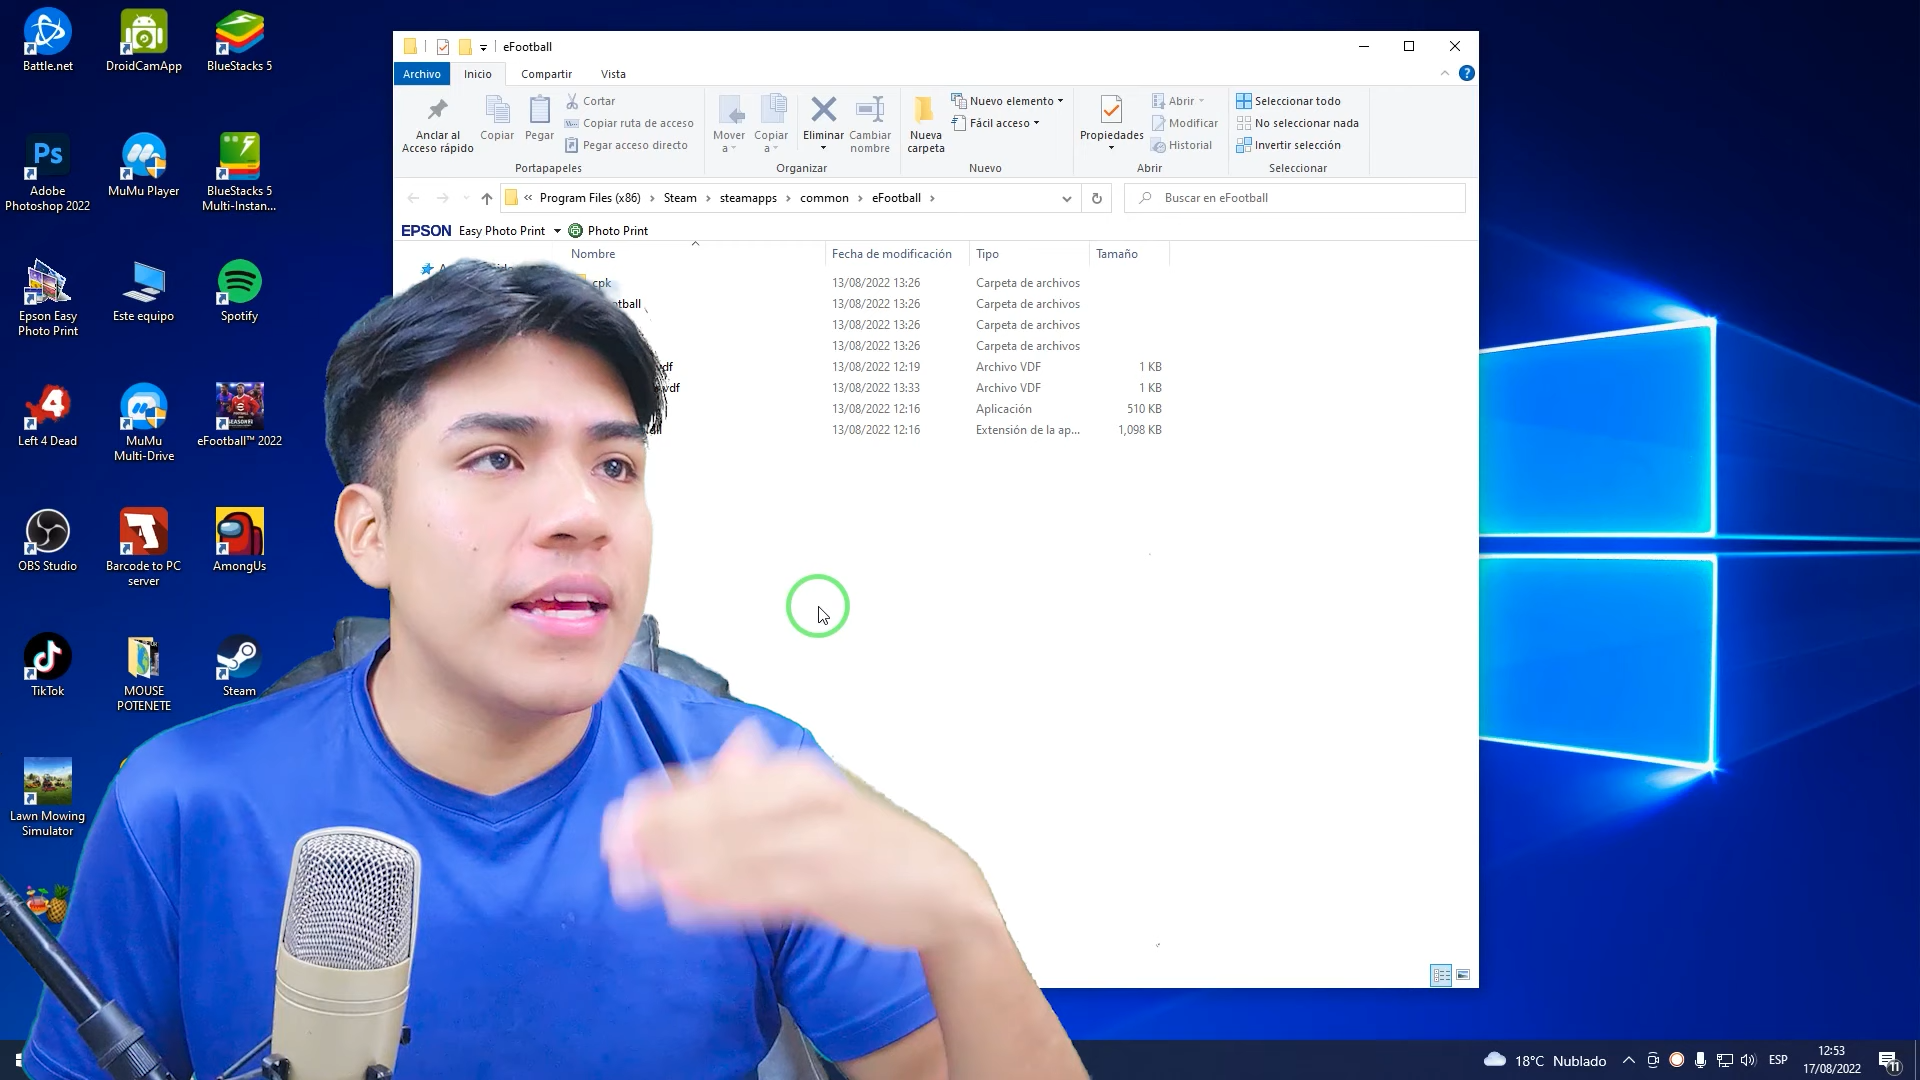 Battle.net
DroidCamApp
BlueStacks 5
Adobe
Photoshop 2022
MuMu Player
BlueStacks 5
Multi-Instan...
Epson Easy
Photo Print
Este equipo
Spotify
Left 4 Dead
MuMu
Multi-Drive
eFootball™ 2022
OBS Studio
Barcode to PC
server
AmongUs
TikTok
MOUSE
POTENETE
Steam
Lawn Mowing
Simulator
eFootball
Archivo
Inicio
Compartir
Vista
Anclar al
Acceso rápido
Copiar
Pegar
Cortar
Copiar ruta de acceso
Pegar acceso directo
Portapapeles
Mover
a
Copiar
a
Eliminar
Cambiar
nombre
Organizar
Nueva
carpeta
Nuevo elemento
Fácil acceso
Nuevo
Propiedades
Abrir
Modificar
Historial
Abrir
Seleccionar todo
No seleccionar nada
Invertir selección
Seleccionar
« Program Files (x86) > Steam > steamapps > common > eFootball >
Buscar en eFootball
EPSON Easy Photo Print Photo Print
Nombre Fecha de modificación Tipo Tamaño
cpk 13/08/2022 13:26 Carpeta de archivos
tball 13/08/2022 13:26 Carpeta de archivos
13/08/2022 13:26 Carpeta de archivos
13/08/2022 13:26 Carpeta de archivos
vdf 13/08/2022 12:19 Archivo VDF 1 KB
vdf 13/08/2022 13:33 Archivo VDF 1 KB
13/08/2022 12:16 Aplicación 510 KB
dll 13/08/2022 12:16 Extensión de la ap... 1,098 KB
18°C Nublado
ESP
12:53
17/08/2022
11